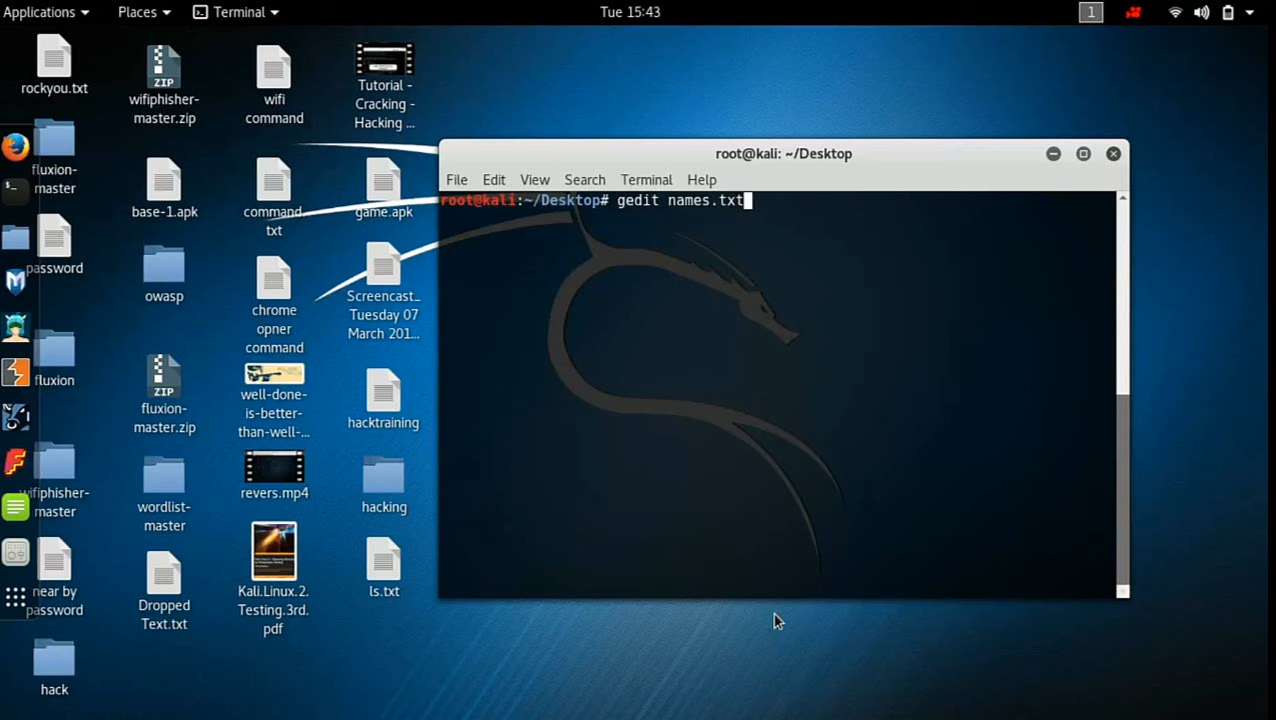 Applications
Places
Terminal
Tue 15:43
1
rockyou.txt
fluxion-
master
password
fluxion
wifiphisher-
master
near by
password
hack
ZIP
wifiphisher-
master.zip
base-1.apk
owasp
ZIP
fluxion-
master.zip
wordlist-
master
Dropped
Text.txt
wifi
command
command.
txt
chrome
opner
command
well-done-
is-better-
than-well-...
revers.mp4
Kali.Linux.2.
Testing.3rd.
pdf
Tutorial -
Cracking -
Hacking ...
game.apk
Screencast_
Tuesday 07
March 201...
hacktraining
hacking
ls.txt
root@kali: ~/Desktop
File Edit View Search Terminal Help
root@kali:~/Desktop# gedit names.txt